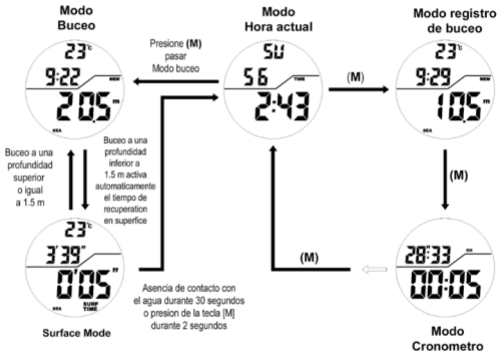 Modo
Buceo
23°c
9:22 MEM
20.5 m
SEA
Presione (M)
pasar
Modo buceo
Modo
Hora actual
SU
56 TIME
2:43
(M)
Modo registro
de buceo
23°c
9:29 MEM
10.5 m
SEA
Buceo a una
profundidad
superior
o igual
a 1.5 m
Buceo a una
profundidad
inferior a
1.5 m activa
automaticamente
el tiempo de
recuperation
en superfice
(M)
23°c
3'39"
0'05"
SEA SURF
TIME
Surface Mode
Asencia de contacto con
el agua durante 30 segundos
o presion de la tecla [M]
durante 2 segundos
(M)
28"33 CH
00:05
Modo
Cronometro